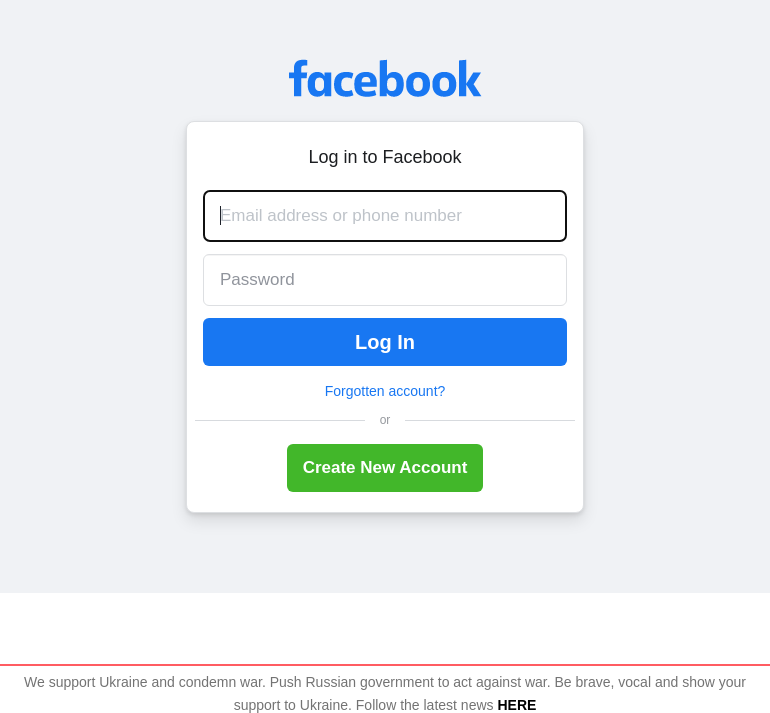 facebook
Log in to Facebook
Email address or phone number
Password
Log In
Forgotten account?
or
Create New Account
We support Ukraine and condemn war. Push Russian government to act against war. Be brave, vocal and show your
support to Ukraine. Follow the latest news HERE